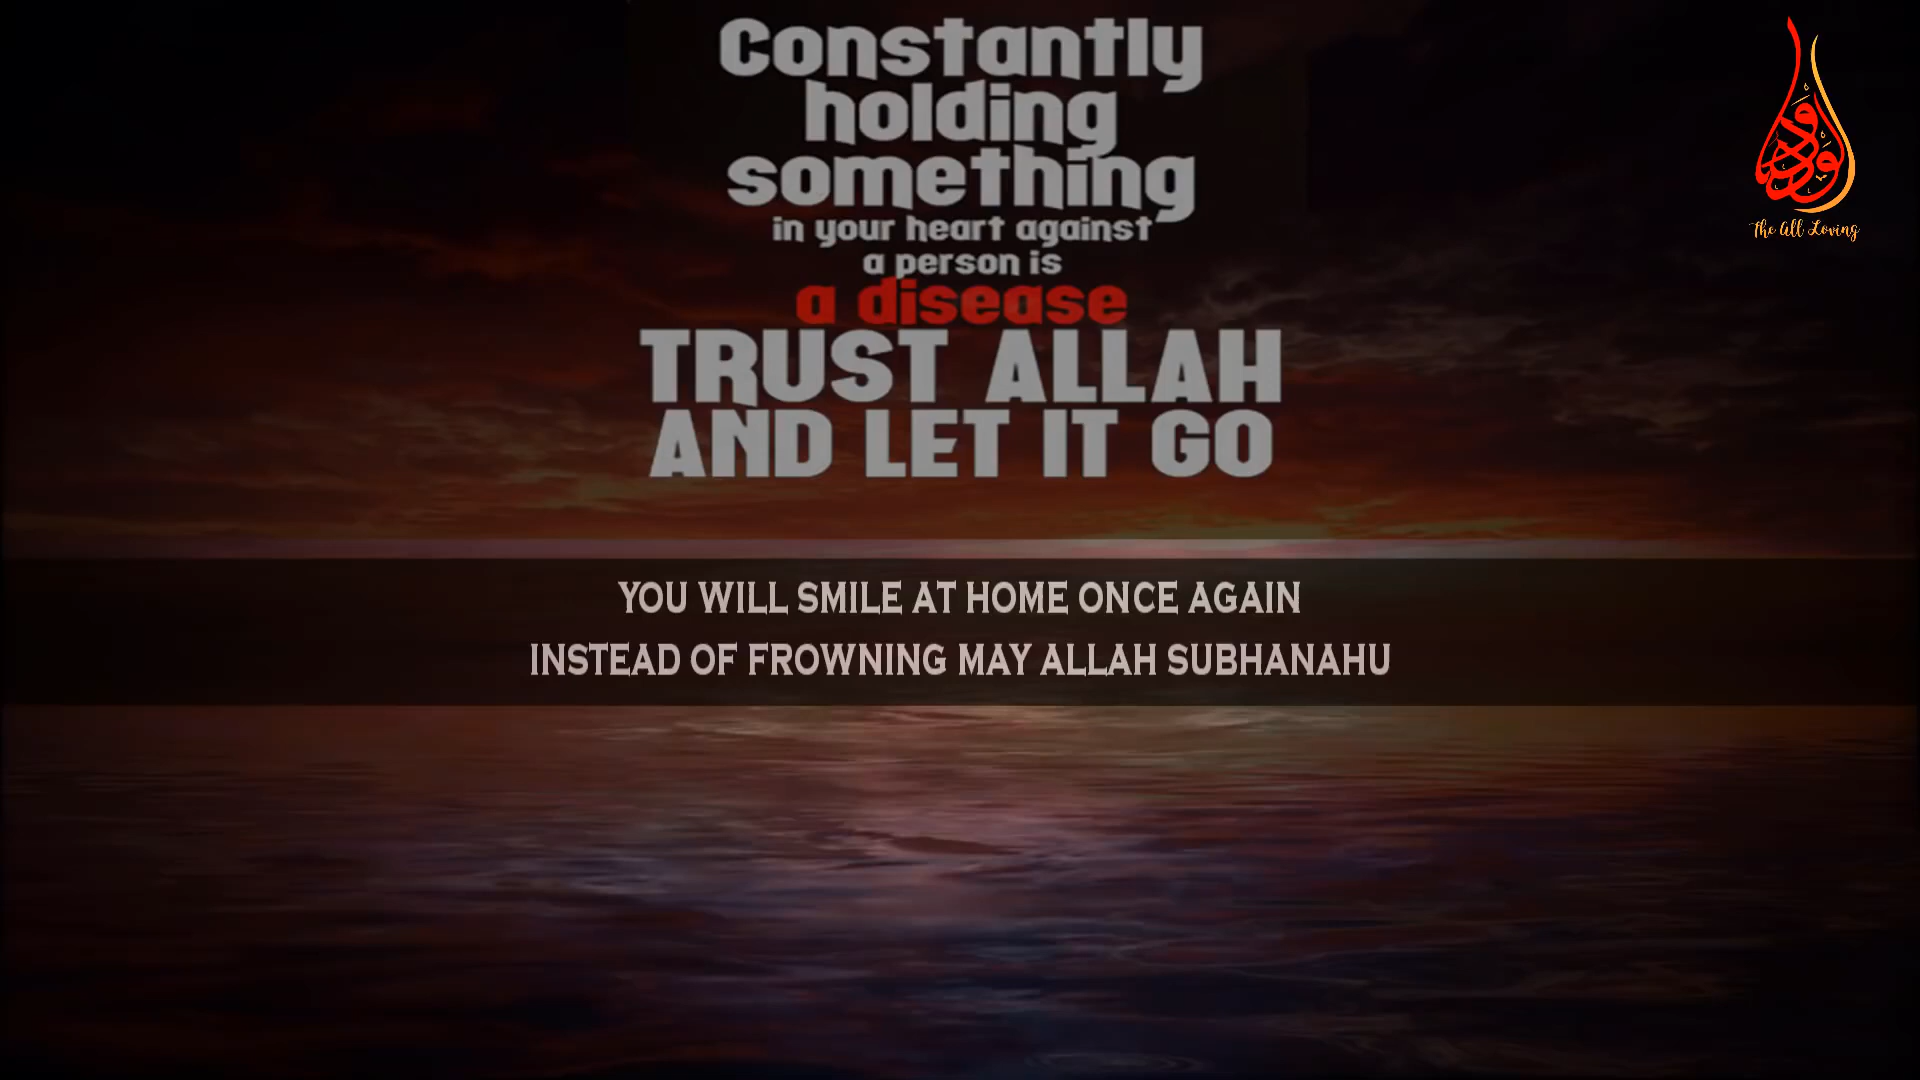 Constantly
holding
something
in your heart against
a person is
a disease
TRUST ALLAH
AND LET IT GO
The All Loving
YOU WILL SMILE AT HOME ONCE AGAIN
INSTEAD OF FROWNING MAY ALLAH SUBHANAHU